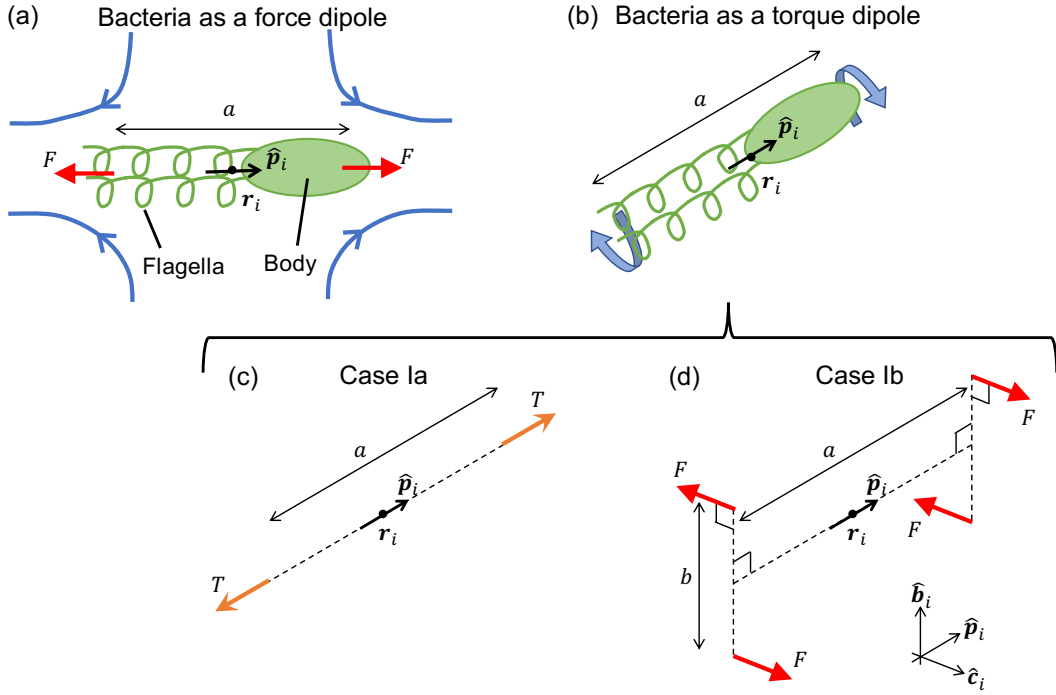 (a)
Bacteria as a force dipole
a
F
p̂ᵢ
F
rᵢ
Flagella
Body
(b)
Bacteria as a torque dipole
a
p̂ᵢ
rᵢ
(c)
Case Ia
T
a
p̂ᵢ
rᵢ
T
(d)
Case Ib
F
a
F
p̂ᵢ
rᵢ
F
b
F
b̂ᵢ
p̂ᵢ
ĉᵢ